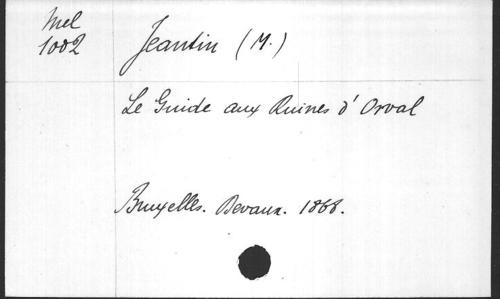 Mel
1002
Jeantin (M.)
Le Guide aux Ruines d'Orval
Bruxelles. Devaux. 1868.